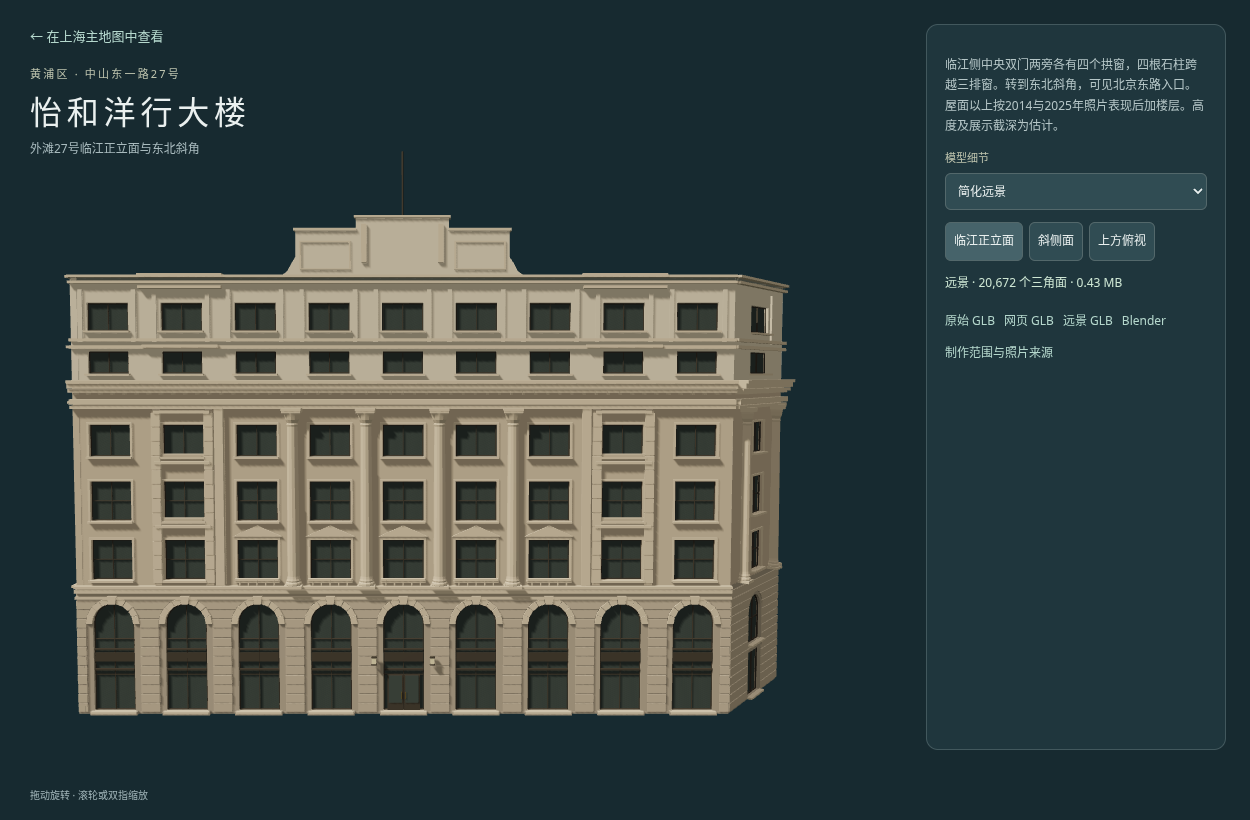 ← 在上海主地图中查看
黄浦区 · 中山东一路27号
怡和洋行大楼
外滩27号临江正立面与东北斜角
临江侧中央双门两旁各有四个拱窗，四根石柱跨
越三排窗。转到东北斜角，可见北京东路入口。
屋面以上按2014与2025年照片表现后加楼层。高
度及展示截深为估计。
模型细节
简化远景
临江正立面 斜侧面 上方俯视
远景 · 20,672 个三角面 · 0.43 MB
原始 GLB 网页 GLB 远景 GLB Blender
制作范围与照片来源
拖动旋转 · 滚轮或双指缩放